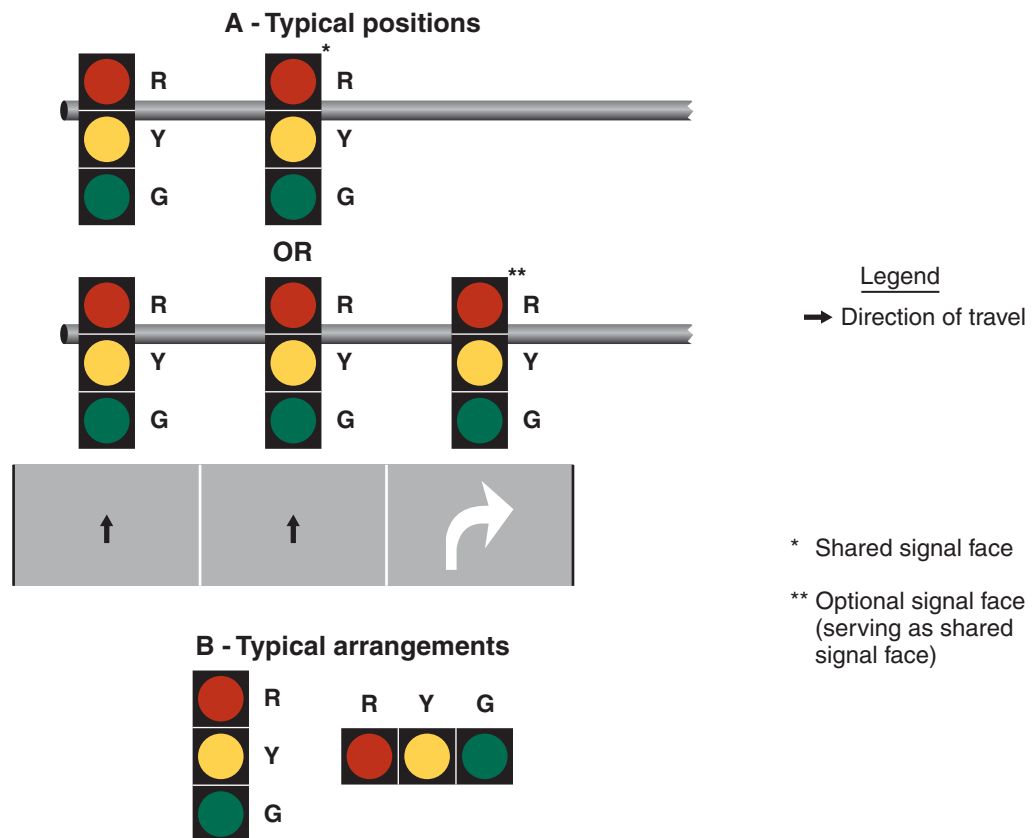 A - Typical positions
*
R
R
Y
Y
G
G
OR
**
R
R
R
Y
Y
Y
G
G
G
Legend
Direction of travel
* Shared signal face
** Optional signal face
(serving as shared
signal face)
B - Typical arrangements
R
Y
G
R Y G